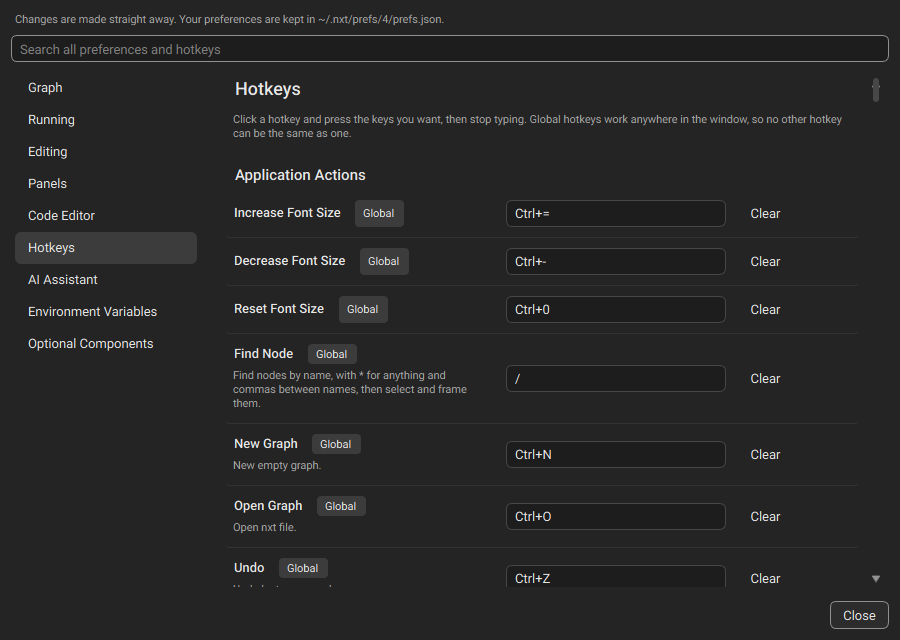 Changes are made straight away. Your preferences are kept in ~/.nxt/prefs/4/prefs.json.
Search all preferences and hotkeys
Graph
Running
Editing
Panels
Code Editor
Hotkeys
AI Assistant
Environment Variables
Optional Components
Hotkeys
Click a hotkey and press the keys you want, then stop typing. Global hotkeys work anywhere in the window, so no other hotkey
can be the same as one.
Application Actions
Increase Font Size Global Ctrl+= Clear
Decrease Font Size Global Ctrl+- Clear
Reset Font Size Global Ctrl+0 Clear
Find Node Global
Find nodes by name, with * for anything and
commas between names, then select and frame
them.
/ Clear
New Graph Global
New empty graph.
Ctrl+N Clear
Open Graph Global
Open nxt file.
Ctrl+O Clear
Undo Global
Ctrl+Z Clear
Close